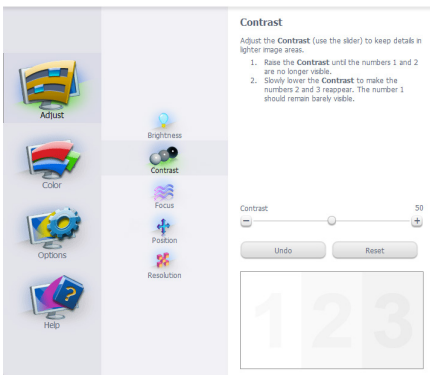 Adjust
Color
Options
Help
Brightness
Contrast
Focus
Position
Resolution
Contrast
Adjust the Contrast (use the slider) to keep details in
lighter image areas.
1. Raise the Contrast until the numbers 1 and 2
are no longer visible.
2. Slowly lower the Contrast to make the
numbers 2 and 3 reappear. The number 1
should remain barely visible.
Contrast 50
Undo Reset
1 2 3